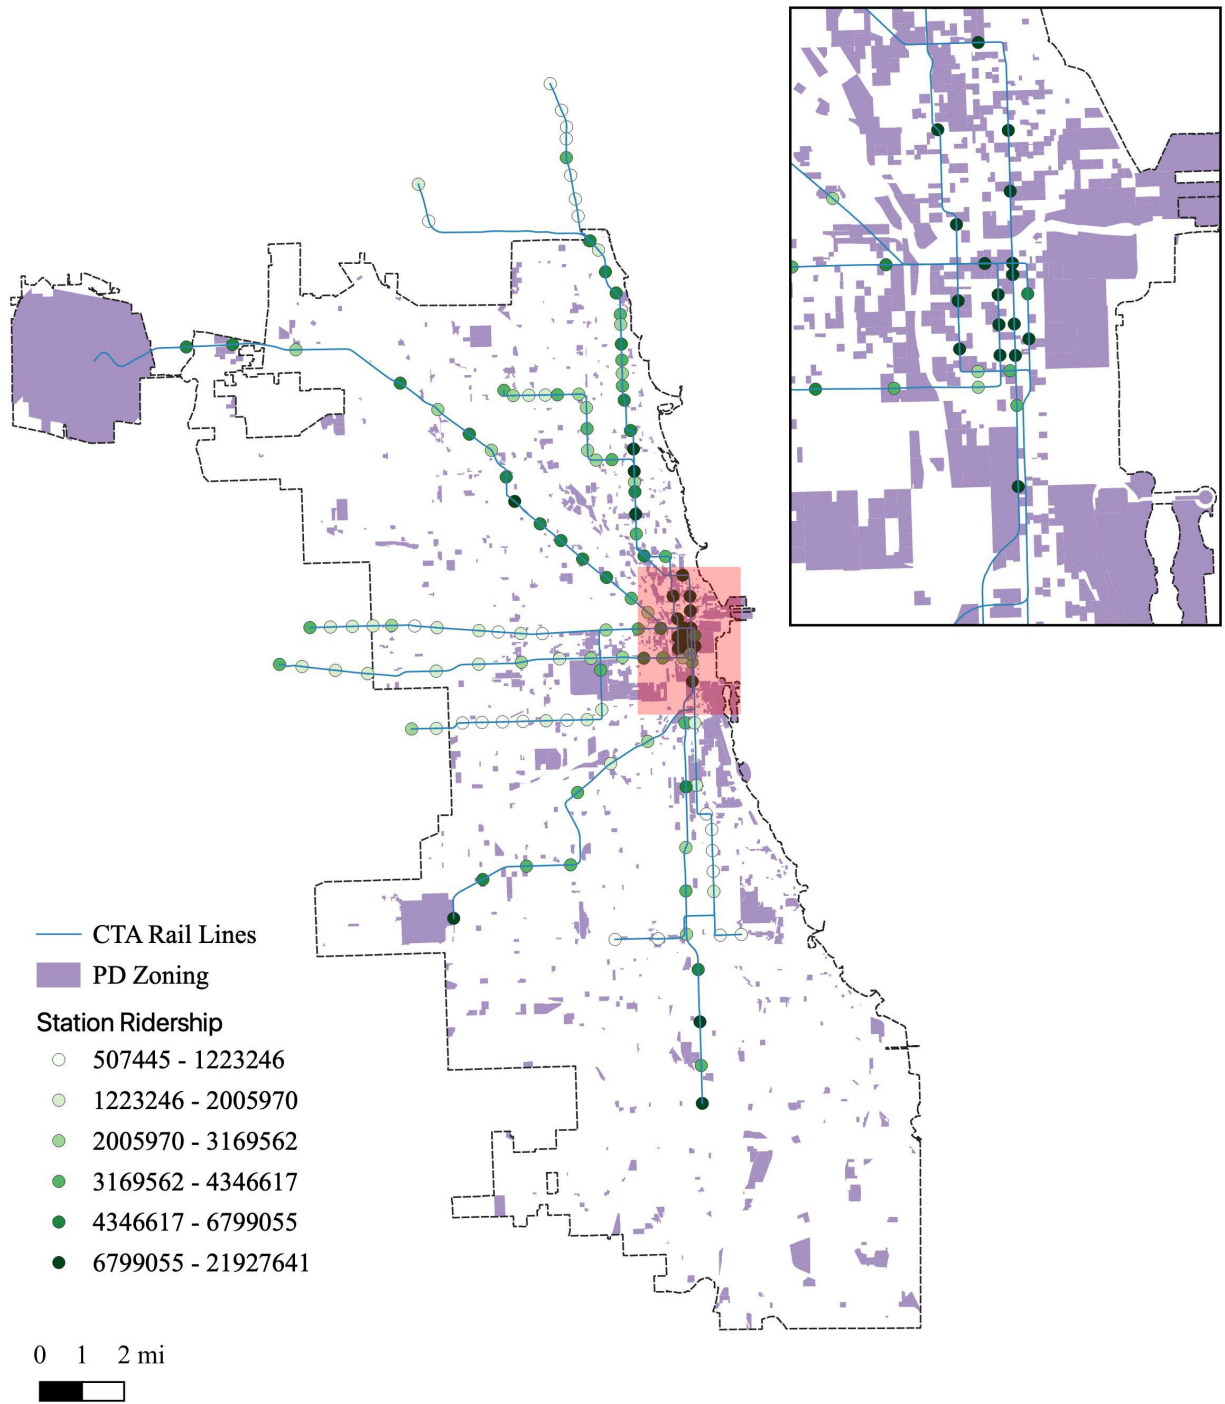 CTA Rail Lines
PD Zoning
Station Ridership
507445 - 1223246
1223246 - 2005970
2005970 - 3169562
3169562 - 4346617
4346617 - 6799055
6799055 - 21927641
0 1 2 mi